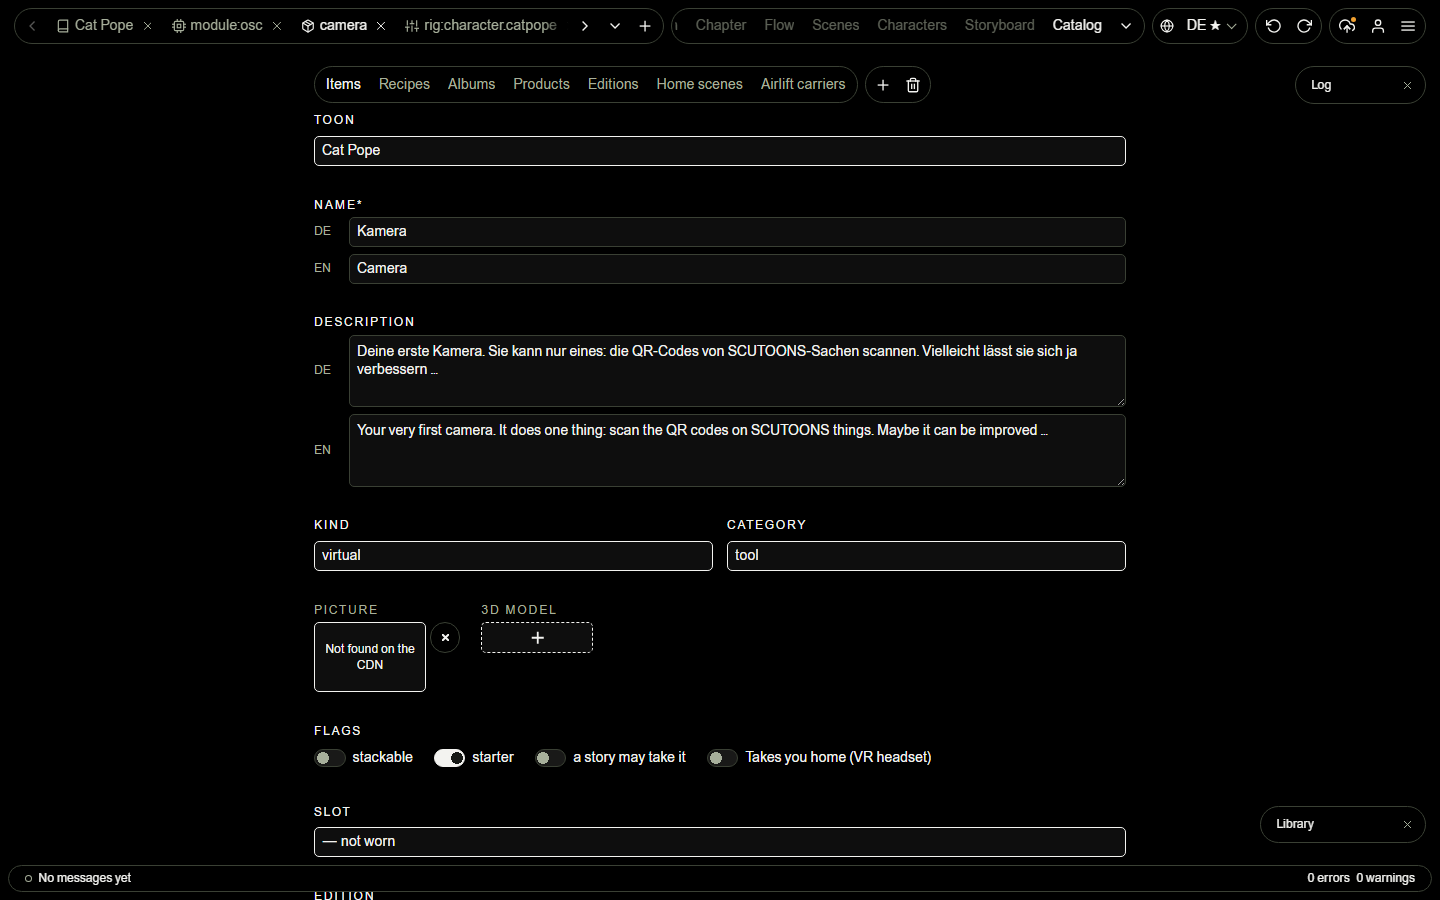 Cat Pope
module:osc
camera
rig:character.catpope
Chapter
Flow
Scenes
Characters
Storyboard
Catalog
DE ★
Items
Recipes
Albums
Products
Editions
Home scenes
Airlift carriers
Log
TOON
Cat Pope
NAME*
DE
Kamera
EN
Camera
DESCRIPTION
DE
Deine erste Kamera. Sie kann nur eines: die QR-Codes von SCUTOONS-Sachen scannen. Vielleicht lässt sie sich ja
verbessern ...
EN
Your very first camera. It does one thing: scan the QR codes on SCUTOONS things. Maybe it can be improved ...
KIND
CATEGORY
virtual
tool
PICTURE
3D MODEL
Not found on the
CDN
FLAGS
stackable
starter
a story may take it
Takes you home (VR headset)
SLOT
— not worn
Library
No messages yet
0 errors 0 warnings
EDITION